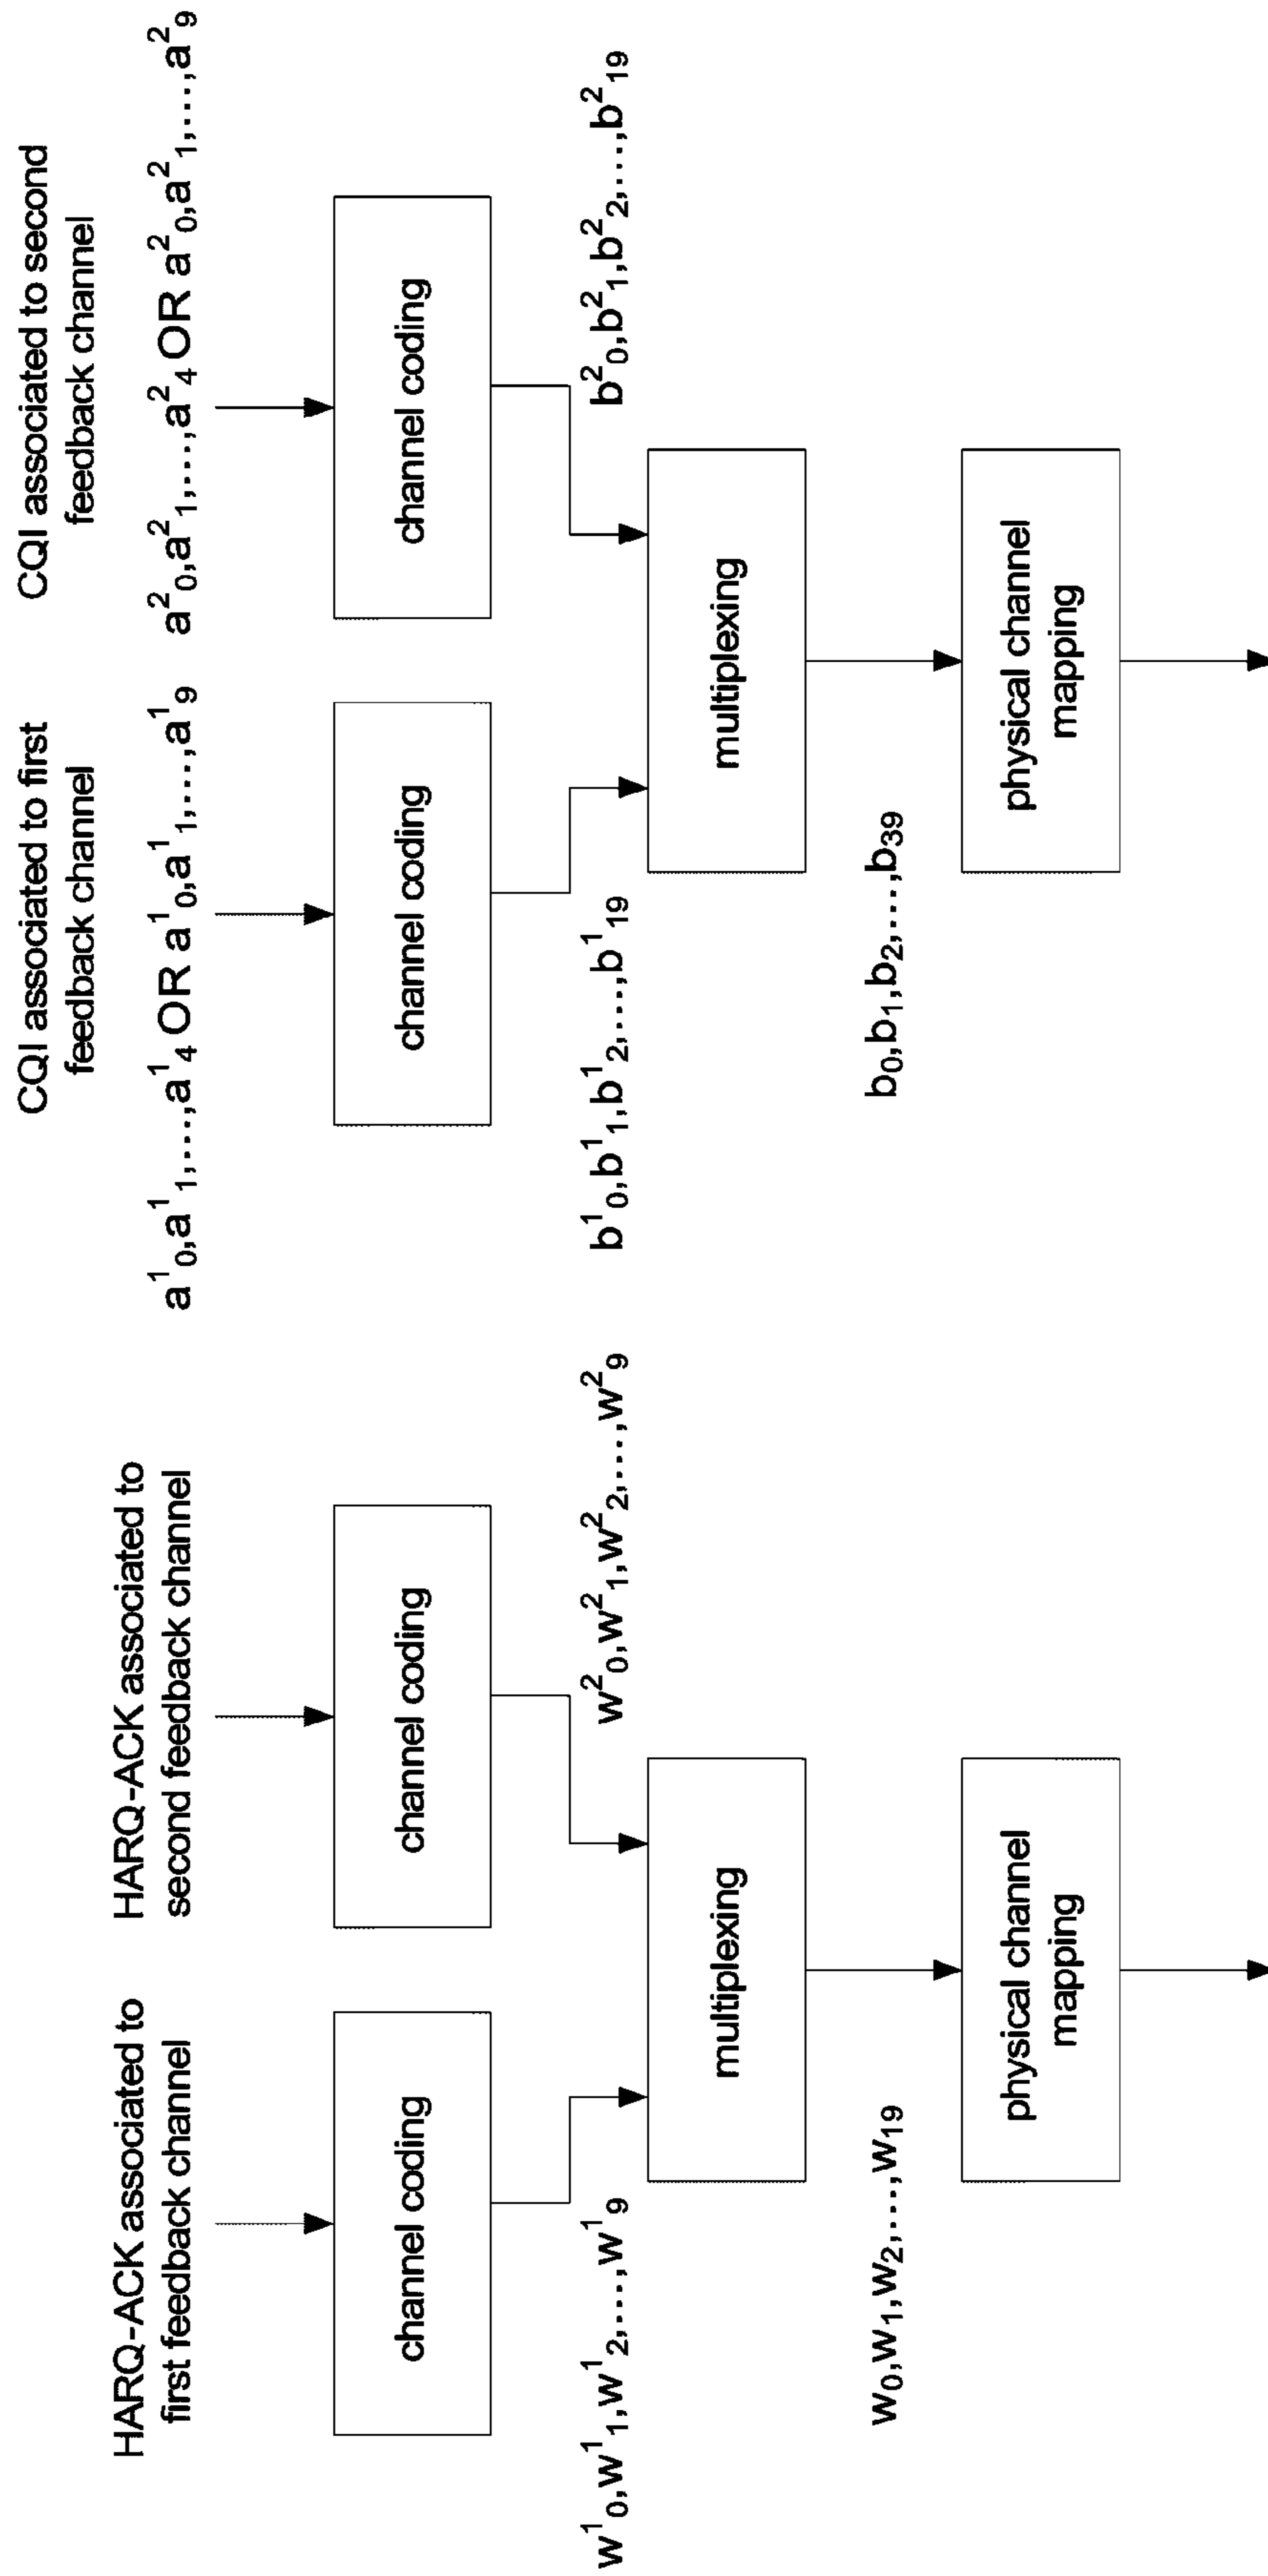 HARQ-ACK associated to
first feedback channel
HARQ-ACK associated to
second feedback channel
CQI associated to first
feedback channel
CQI associated to second
feedback channel
a¹₀,a¹₁,...,a¹₄ OR a¹₀,a¹₁,...,a¹₉
a²₀,a²₁,...,a²₄ OR a²₀,a²₁,...,a²₉
channel coding
channel coding
channel coding
channel coding
w¹₀,w¹₁,w¹₂,...,w¹₉
w²₀,w²₁,w²₂,...,w²₉
b¹₀,b¹₁,b¹₂,...,b¹₁₉
b²₀,b²₁,b²₂,...,b²₁₉
multiplexing
multiplexing
w₀,w₁,w₂,...,w₁₉
b₀,b₁,b₂,...,b₃₉
physical channel
mapping
physical channel
mapping